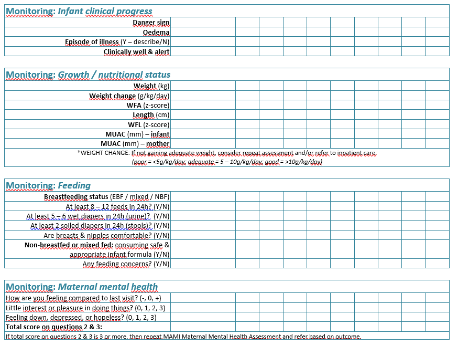 Monitoring: Infant clinical progress
Danger sign
Oedema
Episode of illness (Y – describe/N)
Clinically well & alert
Monitoring: Growth / nutritional status
Weight (kg)
Weight change (g/kg/day)
WFA (z-score)
Length (cm)
WFL (z-score)
MUAC (mm) – infant
MUAC (mm) – mother
*WEIGHT CHANGE: If not gaining adequate weight, consider repeat assessment and/or refer to inpatient care.
(poor = <5g/kg/day, adequate = 5 – 10g/kg/day, good = >10g/kg/day)
Monitoring: Feeding
Breastfeeding status (EBF / mixed / NBF)
At least 8 – 12 feeds in 24h? (Y/N)
At least 5 – 6 wet diapers in 24h (urine)? (Y/N)
At least 2 soiled diapers in 24h (stools)? (Y/N)
Are breasts & nipples comfortable? (Y/N)
Non-breastfed or mixed fed: consuming safe &
appropriate infant formula (Y/N)
Any feeding concerns? (Y/N)
Monitoring: Maternal mental health
How are you feeling compared to last visit? (-, 0, +)
Little interest or pleasure in doing things? (0, 1, 2, 3)
Feeling down, depressed, or hopeless? (0, 1, 2, 3)
Total score on questions 2 & 3:
If total score on questions 2 & 3 is 3 or more, then repeat MAMI Maternal Mental Health Assessment and refer based on outcome.